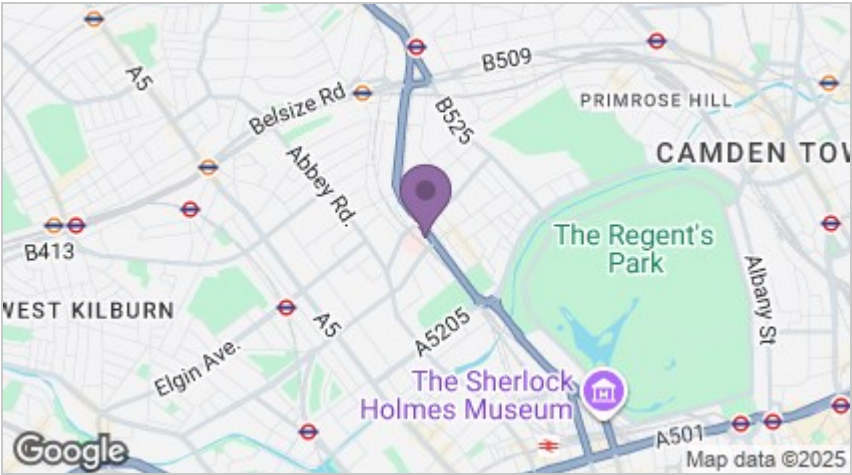 A5
B509
Belsize Rd
B525
PRIMROSE HILL
CAMDEN TOW
Abbey Rd.
B413
The Regent's
Park
Albany St
WEST KILBURN
A5
A5205
Elgin Ave.
The Sherlock
Holmes Museum
A501
Google
Map data ©2025